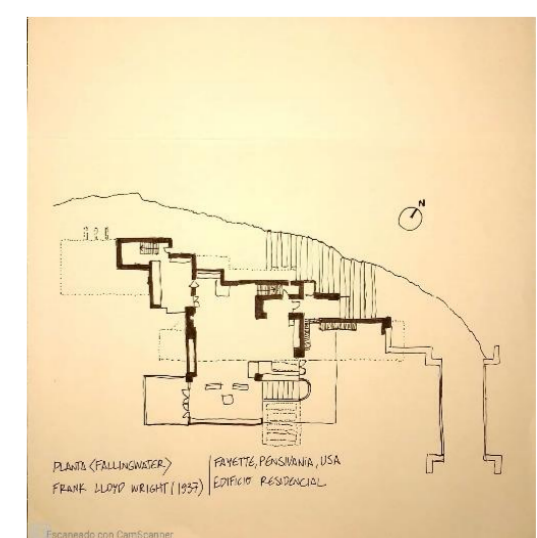 N
PLANTA <FALLINGWATER>
FRANK LLOYD WRIGHT (1937)
FAYETTE, PENSILVANIA, USA
EDIFICIO RESIDENCIAL
Escaneado con CamScanner